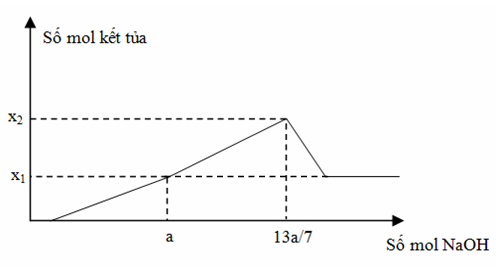 Số mol kết tủa
x2
x1
a
13a/7
Số mol NaOH